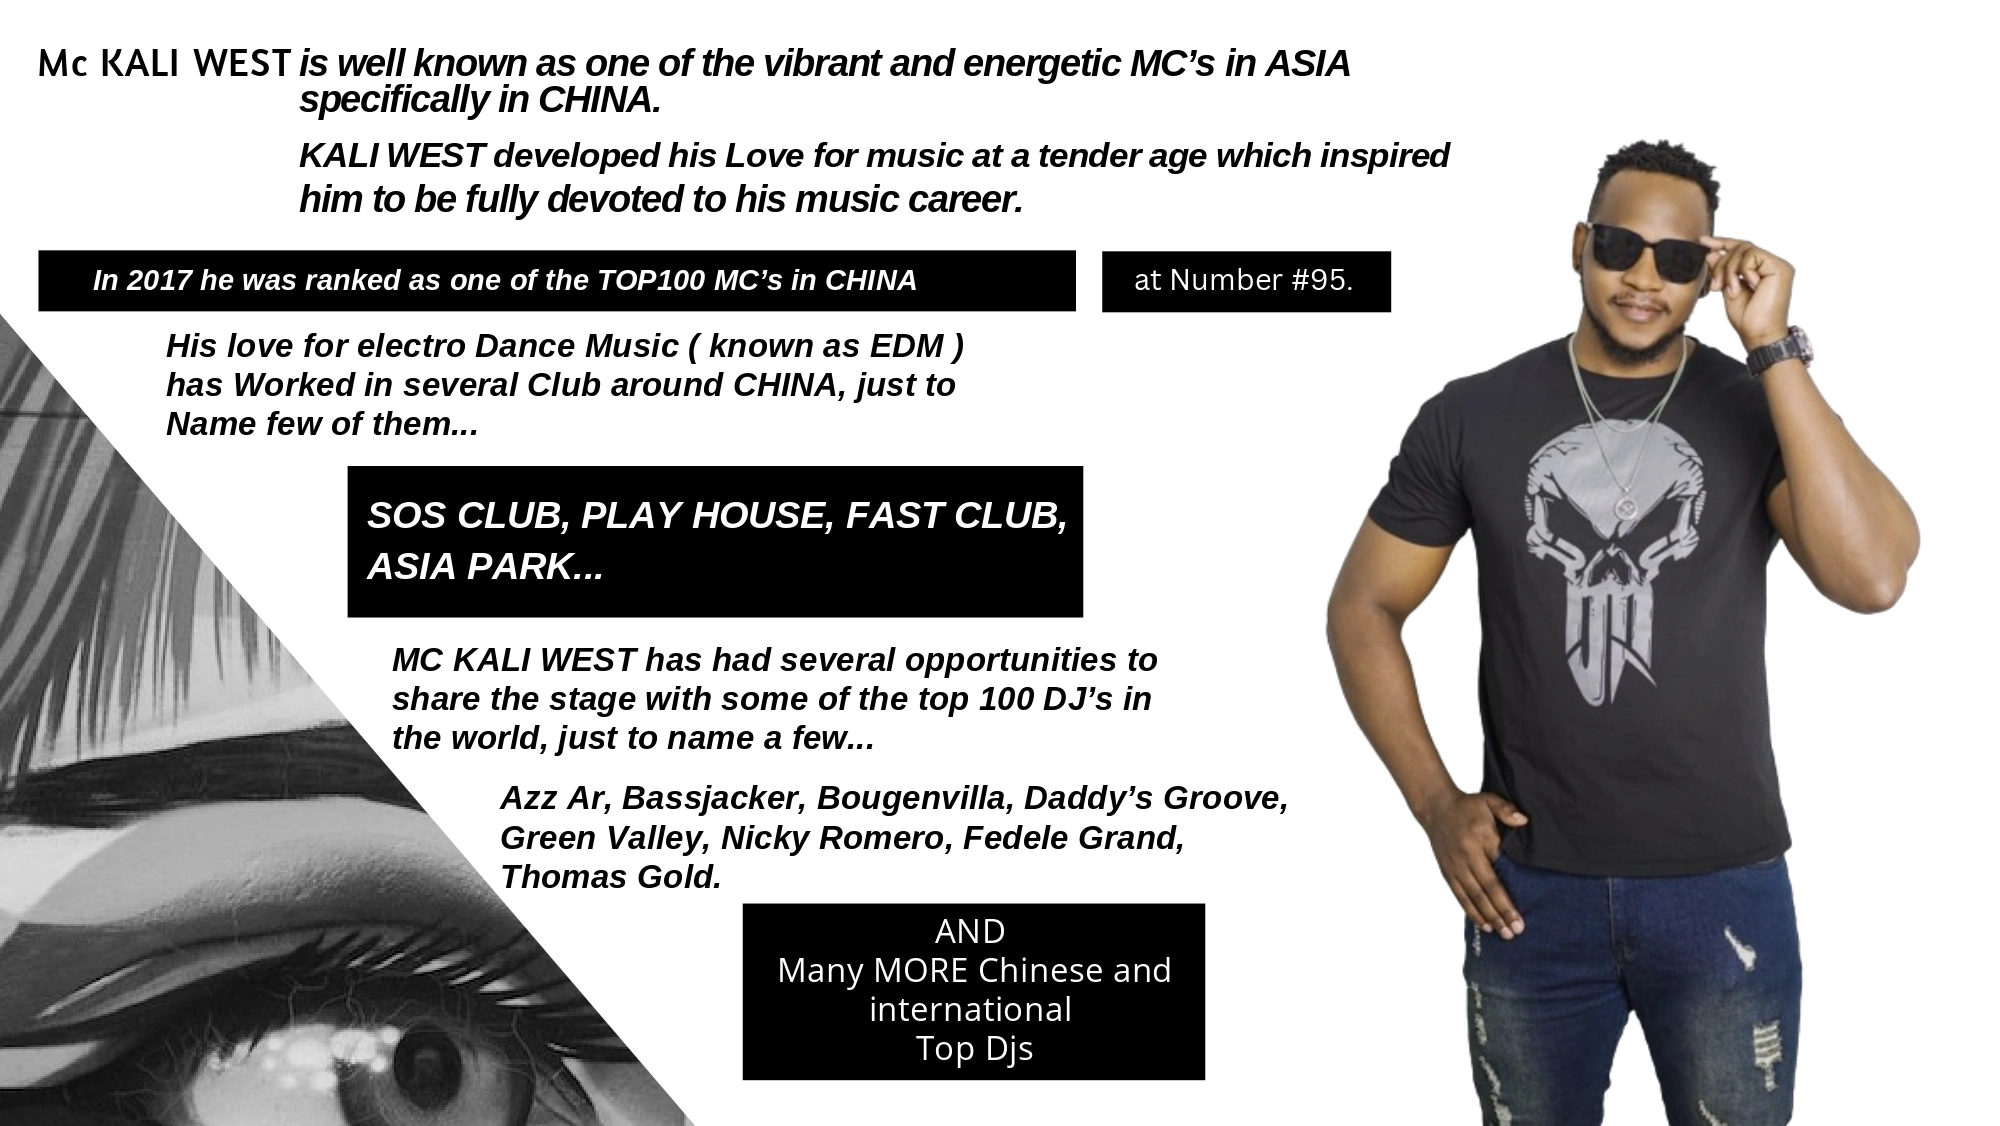 Mc KALI WEST is well known as one of the vibrant and energetic MC’s in ASIA
specifically in CHINA.
KALI WEST developed his Love for music at a tender age which inspired
him to be fully devoted to his music career.
In 2017 he was ranked as one of the TOP100 MC’s in CHINA at Number #95.
His love for electro Dance Music ( known as EDM )
has Worked in several Club around CHINA, just to
Name few of them...
SOS CLUB, PLAY HOUSE, FAST CLUB,
ASIA PARK...
MC KALI WEST has had several opportunities to
share the stage with some of the top 100 DJ’s in
the world, just to name a few...
Azz Ar, Bassjacker, Bougenvilla, Daddy’s Groove,
Green Valley, Nicky Romero, Fedele Grand,
Thomas Gold.
AND
Many MORE Chinese and
international
Top Djs